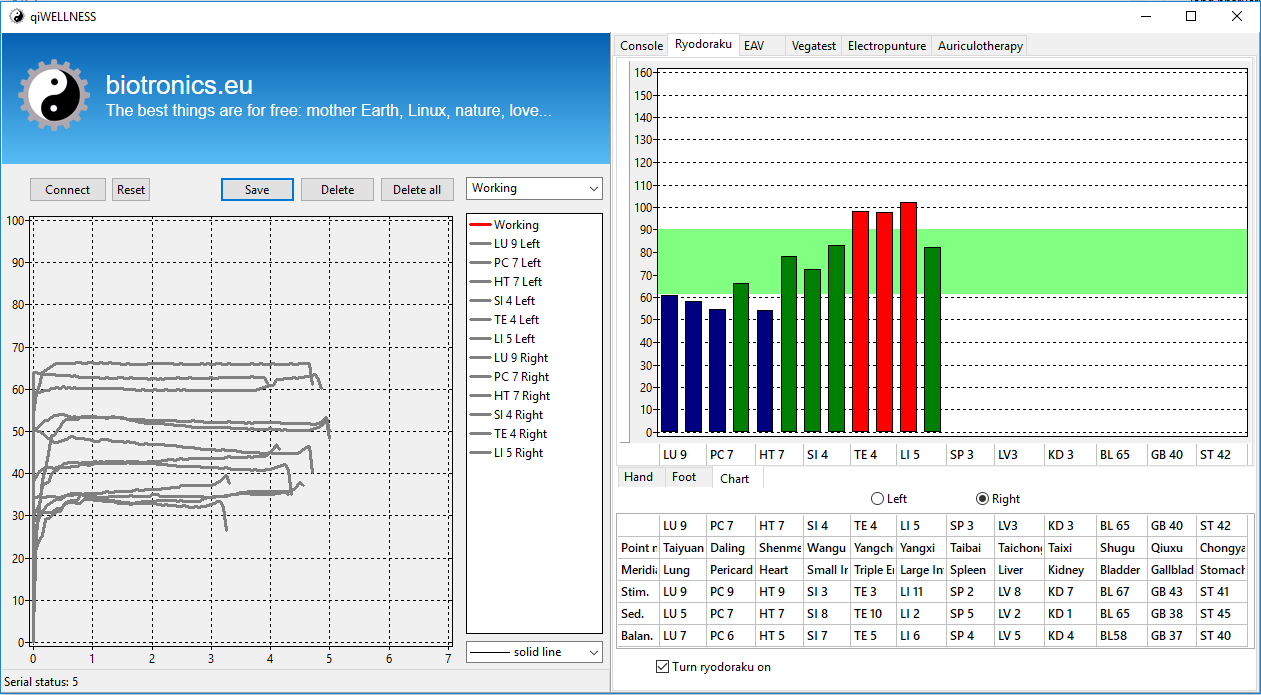 qiWELLNESS
biotronics.eu
The best things are for free: mother Earth, Linux, nature, love...
Connect Reset Save Delete Delete all Working
100
90
80
70
60
50
40
30
20
10
0
0 1 2 3 4 5 6 7
Working
LU 9 Left
PC 7 Left
HT 7 Left
SI 4 Left
TE 4 Left
LI 5 Left
LU 9 Right
PC 7 Right
HT 7 Right
SI 4 Right
TE 4 Right
LI 5 Right
solid line
Serial status: 5
Console Ryodoraku EAV Vegatest Electropunture Auriculotherapy
160
150
140
130
120
110
100
90
80
70
60
50
40
30
20
10
0
LU 9 PC 7 HT 7 SI 4 TE 4 LI 5 SP 3 LV3 KD 3 BL 65 GB 40 ST 42
Hand Foot Chart
Left Right
LU 9 PC 7 HT 7 SI 4 TE 4 LI 5 SP 3 LV3 KD 3 BL 65 GB 40 ST 42
Point n Taiyuan Daling Shenme Wangu Yangchi Yangxi Taibai Taichong Taixi Shugu Qiuxu Chongya
Meridia Lung Pericard Heart Small In Triple En Large Int Spleen Liver Kidney Bladder Gallblad Stomach
Stim. LU 9 PC 9 HT 9 SI 3 TE 3 LI 11 SP 2 LV 8 KD 7 BL 67 GB 43 ST 41
Sed. LU 5 PC 7 HT 7 SI 8 TE 10 LI 2 SP 5 LV 2 KD 1 BL 65 GB 38 ST 45
Balan. LU 7 PC 6 HT 5 SI 7 TE 5 LI 6 SP 4 LV 5 KD 4 BL58 GB 37 ST 40
Turn ryodoraku on